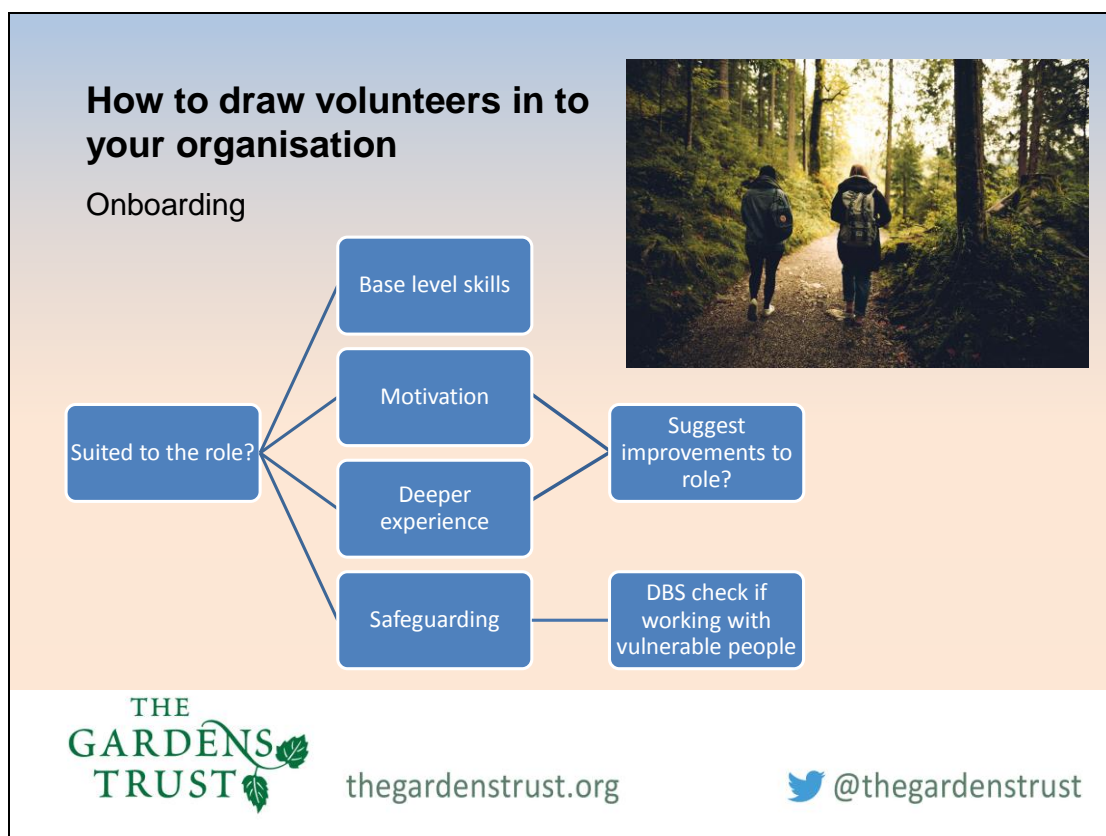 How to draw volunteers in to
your organisation
Onboarding
Base level skills
Motivation
Suited to the role?
Suggest
improvements to
role?
Deeper
experience
Safeguarding
DBS check if
working with
vulnerable people
THE
GARDENS
TRUST
thegardenstrust.org
@thegardenstrust